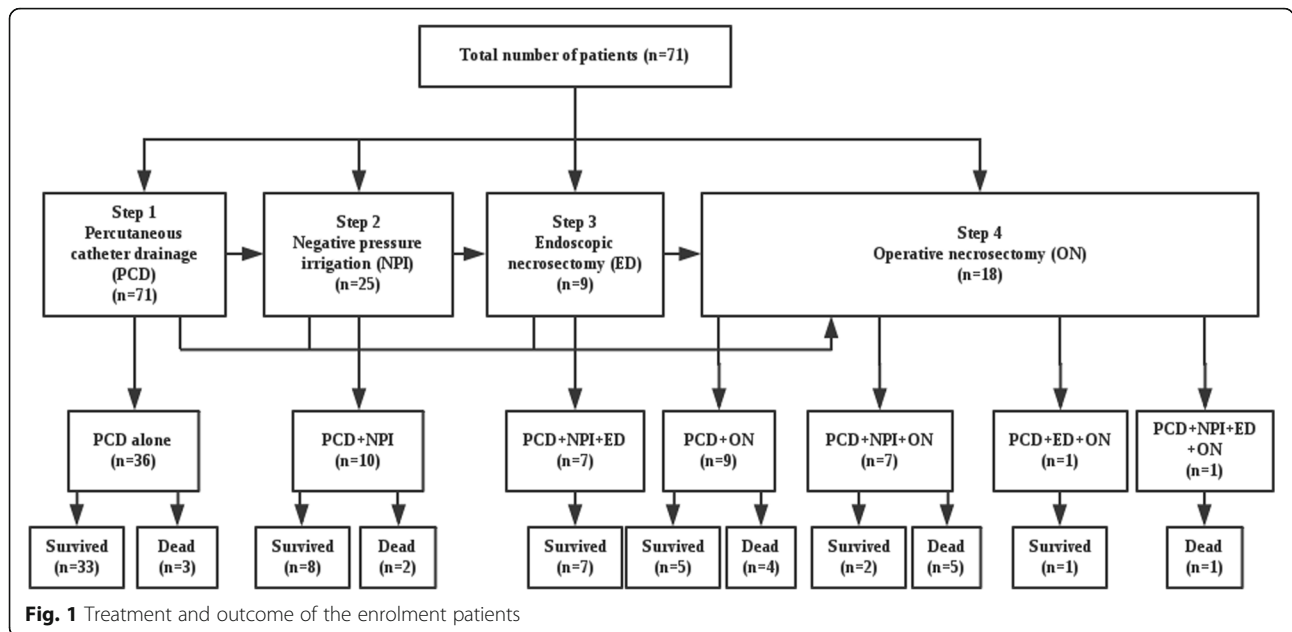 Total number of patients (n=71)
Step 1
Percutaneous
catheter drainage
(PCD)
(n=71)
Step 2
Negative pressure
irrigation (NPI)
(n=25)
Step 3
Endoscopic
necrosectomy (ED)
(n=9)
Step 4
Operative necrosectomy (ON)
(n=18)
PCD alone
(n=36)
PCD+NPI
(n=10)
PCD+NPI+ED
(n=7)
PCD+ON
(n=9)
PCD+NPI+ON
(n=7)
PCD+ED+ON
(n=1)
PCD+NPI+ED
+ON
(n=1)
Survived
(n=33)
Dead
(n=3)
Survived
(n=8)
Dead
(n=2)
Survived
(n=7)
Survived
(n=5)
Dead
(n=4)
Survived
(n=2)
Dead
(n=5)
Survived
(n=1)
Dead
(n=1)
Fig. 1 Treatment and outcome of the enrolment patients